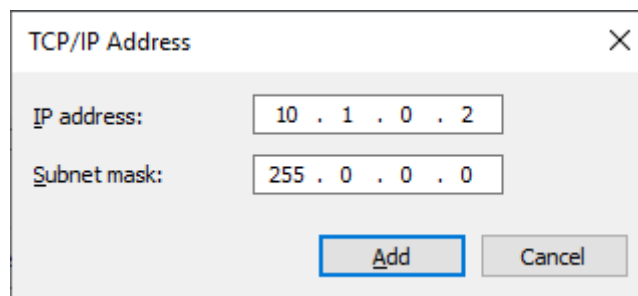 TCP/IP Address
IP address: 10 . 1 . 0 . 2
Subnet mask: 255 . 0 . 0 . 0
Add Cancel